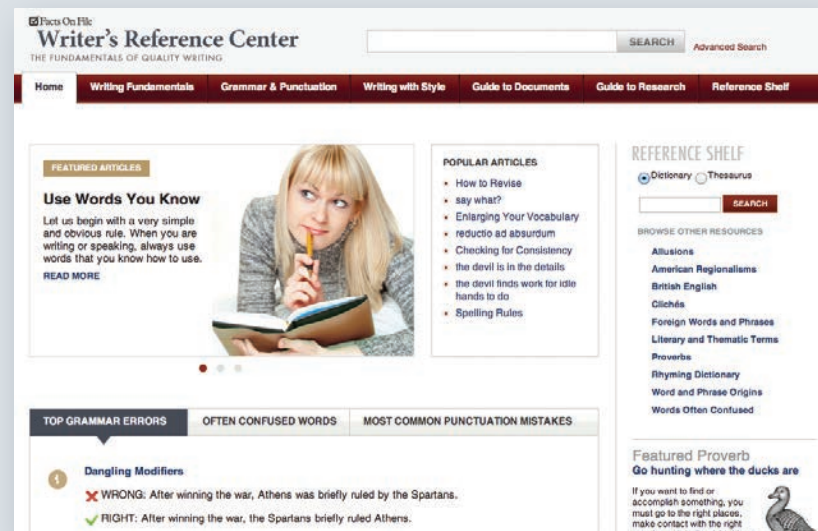 Facts On File
Writer's Reference Center
THE FUNDAMENTALS OF QUALITY WRITING
SEARCH
Advanced Search
Home
Writing Fundamentals
Grammar & Punctuation
Writing with Style
Guide to Documents
Guide to Research
Reference Shelf
FEATURED ARTICLES
Use Words You Know
Let us begin with a very simple
and obvious rule. When you are
writing or speaking, always use
words that you know how to use.
READ MORE
POPULAR ARTICLES
How to Revise
say what?
Enlarging Your Vocabulary
reductio ad absurdum
Checking for Consistency
the devil is in the details
the devil finds work for idle
hands to do
Spelling Rules
REFERENCE SHELF
Dictionary Thesaurus
SEARCH
BROWSE OTHER RESOURCES
Allusions
American Regionalisms
British English
Clichés
Foreign Words and Phrases
Literary and Thematic Terms
Proverbs
Rhyming Dictionary
Word and Phrase Origins
Words Often Confused
TOP GRAMMAR ERRORS
OFTEN CONFUSED WORDS
MOST COMMON PUNCTUATION MISTAKES
1
Dangling Modifiers
WRONG: After winning the war, Athens was briefly ruled by the Spartans.
RIGHT: After winning the war, the Spartans briefly ruled Athens.
Featured Proverb
Go hunting where the ducks are
If you want to find or
accomplish something, you
must go to the right places,
make contact with the right